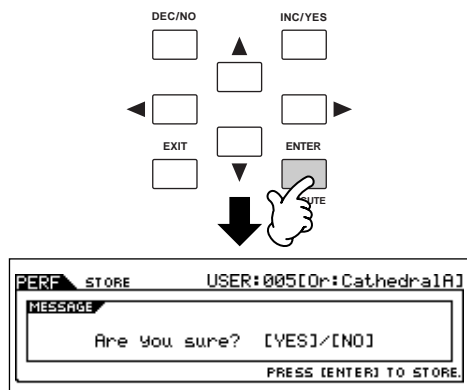 DEC/NO INC/YES
EXIT ENTER
PERF STORE USER:005[Or:CathedralA]
MESSAGE
Are you sure? [YES]/[NO]
PRESS [ENTER] TO STORE.